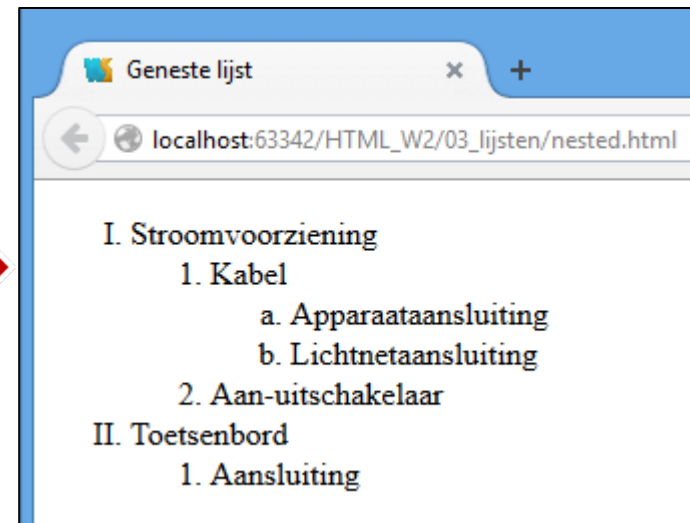 Geneste lijst
localhost:63342/HTML_W2/03_lijsten/nested.html
I. Stroomvoorziening
1. Kabel
a. Apparaataansluiting
b. Lichtnetaansluiting
2. Aan-uitschakelaar
II. Toetsenbord
1. Aansluiting